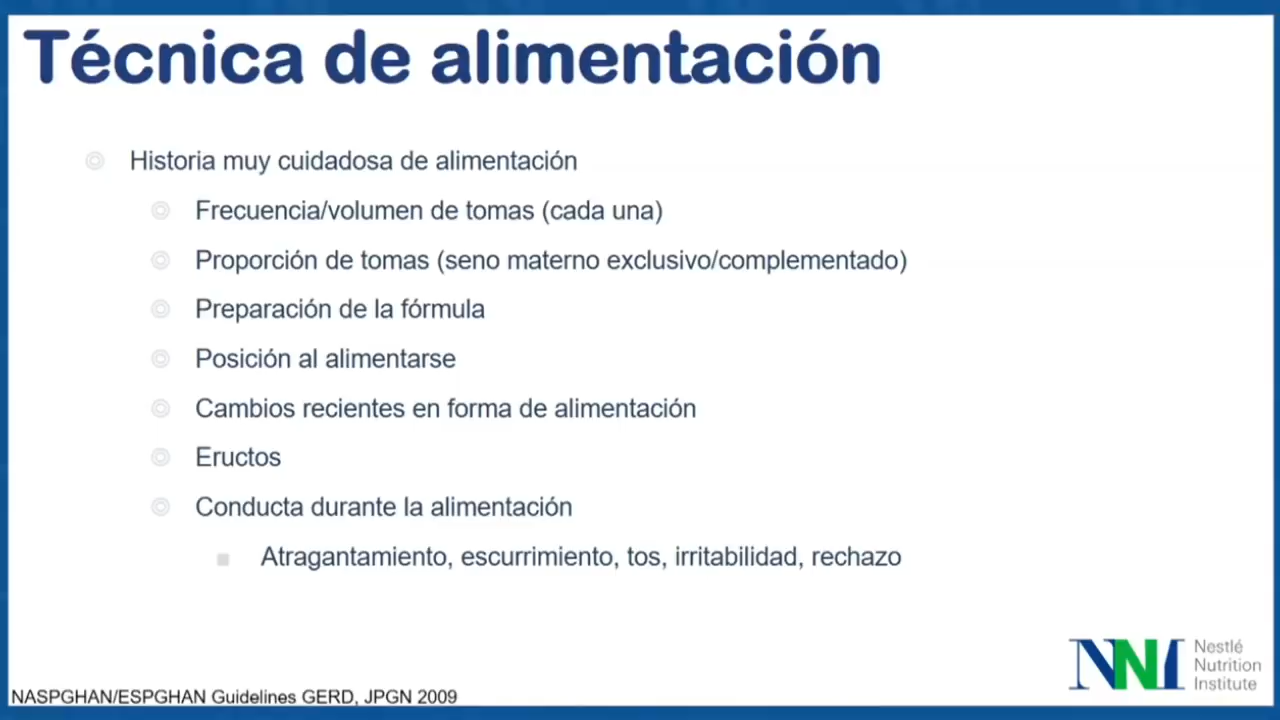 Técnica de alimentación
Historia muy cuidadosa de alimentación
Frecuencia/volumen de tomas (cada una)
Proporción de tomas (seno materno exclusivo/complementado)
Preparación de la fórmula
Posición al alimentarse
Cambios recientes en forma de alimentación
Eructos
Conducta durante la alimentación
Atragantamiento, escurrimiento, tos, irritabilidad, rechazo
NNI
Nestlé
Nutrition
Institute
NASPGHAN/ESPGHAN Guidelines GERD, JPGN 2009